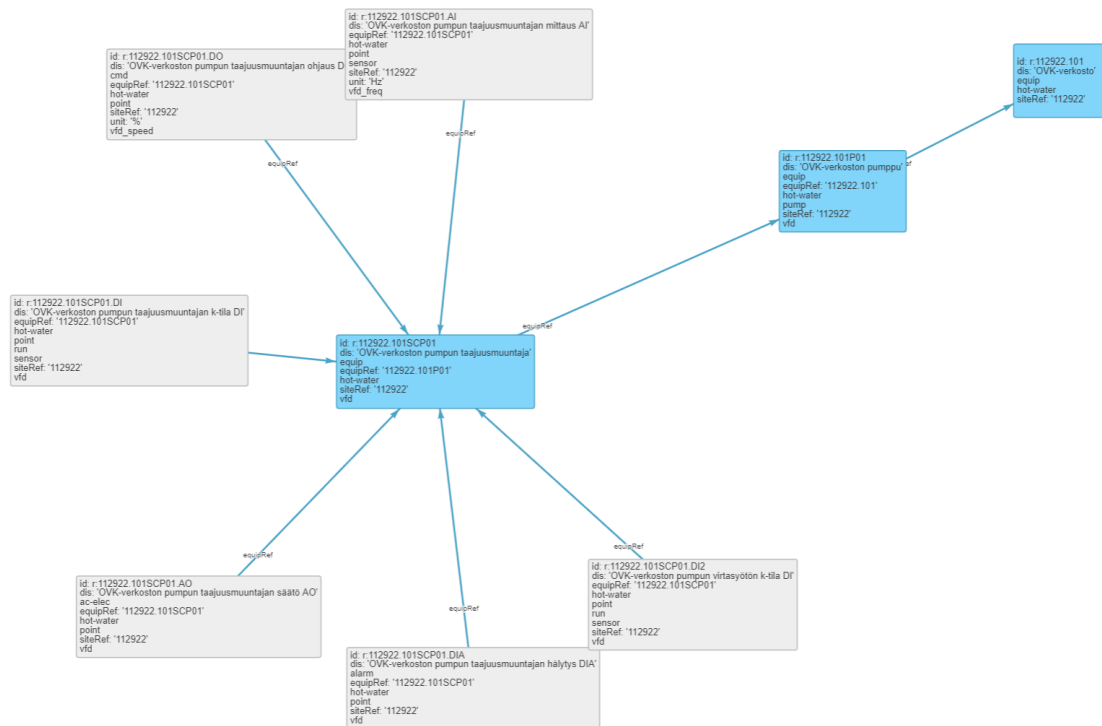 id: r:112922.101SCP01.AI
dis: 'OVK-verkoston pumpun taajuusmuuntajan mittaus AI'
equipRef: '112922.101SCP01'
hot-water
point
sensor
siteRef: '112922'
unit: 'Hz'
vfd_freq
id: r:112922.101SCP01.DO
dis: 'OVK-verkoston pumpun taajuusmuuntajan ohjaus D
cmd
equipRef: '112922.101SCP01'
hot-water
point
siteRef: '112922'
unit: '%'
vfd_speed
id: r:112922.101
dis: 'OVK-verkosto'
equip
hot-water
siteRef: '112922'
equipRef
equipRef
id: r:112922.101P01
dis: 'OVK-verkoston pumppu'
equip
equipRef: '112922.101'
hot-water
pump
siteRef: '112922'
vfd
ef
id: r:112922.101SCP01.DI
dis: 'OVK-verkoston pumpun taajuusmuuntajan k-tila DI'
equipRef: '112922.101SCP01'
hot-water
point
run
sensor
siteRef: '112922'
vfd
equipRef
id: r:112922.101SCP01
dis: 'OVK-verkoston pumpun taajuusmuuntaja'
equip
equipRef: '112922.101P01'
hot-water
siteRef: '112922'
vfd
equipRef
equipRef
equipRef
id: r:112922.101SCP01.AO
dis: 'OVK-verkoston pumpun taajuusmuuntajan säätö AO'
ac-elec
equipRef: '112922.101SCP01'
hot-water
point
siteRef: '112922'
vfd
id: r:112922.101SCP01.DIA
dis: 'OVK-verkoston pumpun taajuusmuuntajan hälytys DIA'
alarm
equipRef: '112922.101SCP01'
hot-water
point
siteRef: '112922'
vfd
id: r:112922.101SCP01.DI2
dis: 'OVK-verkoston pumpun virtasyötön k-tila DI'
equipRef: '112922.101SCP01'
hot-water
point
run
sensor
siteRef: '112922'
vfd